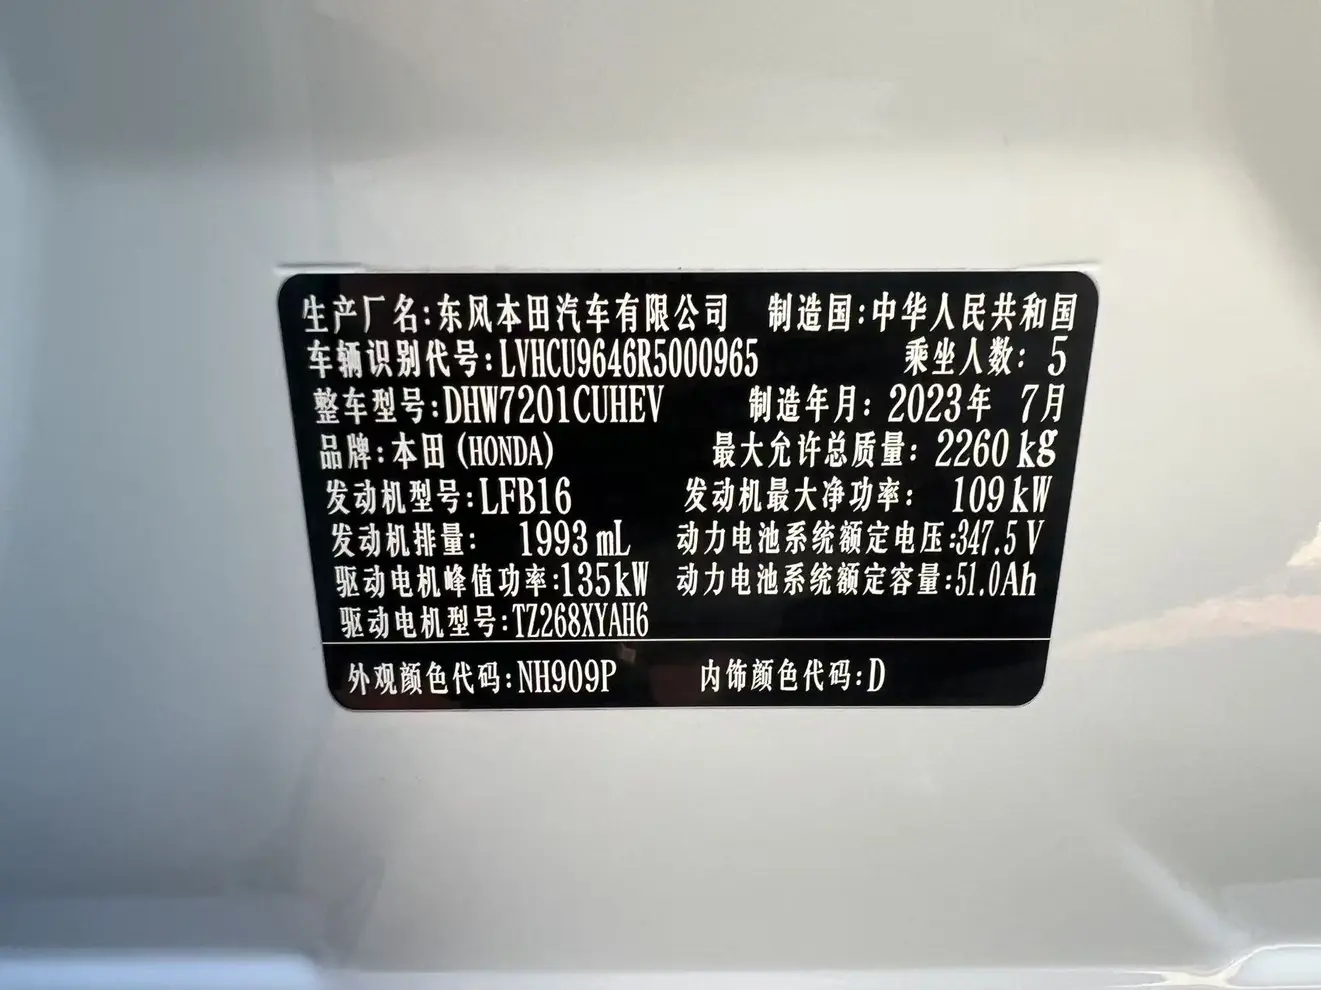 生产厂名:东风本田汽车有限公司 制造国:中华人民共和国
车辆识别代号:LVHCU9646R5000965 乘坐人数: 5
整车型号:DHW7201CUHEV 制造年月: 2023年 7月
品牌:本田(HONDA) 最大允许总质量: 2260 kg
发动机型号:LFB16 发动机最大净功率: 109 kW
发动机排量: 1993 mL 动力电池系统额定电压:347.5 V
驱动电机峰值功率:135kW 动力电池系统额定容量:51.0Ah
驱动电机型号:TZ268XYAH6
外观颜色代码:NH909P 内饰颜色代码:D